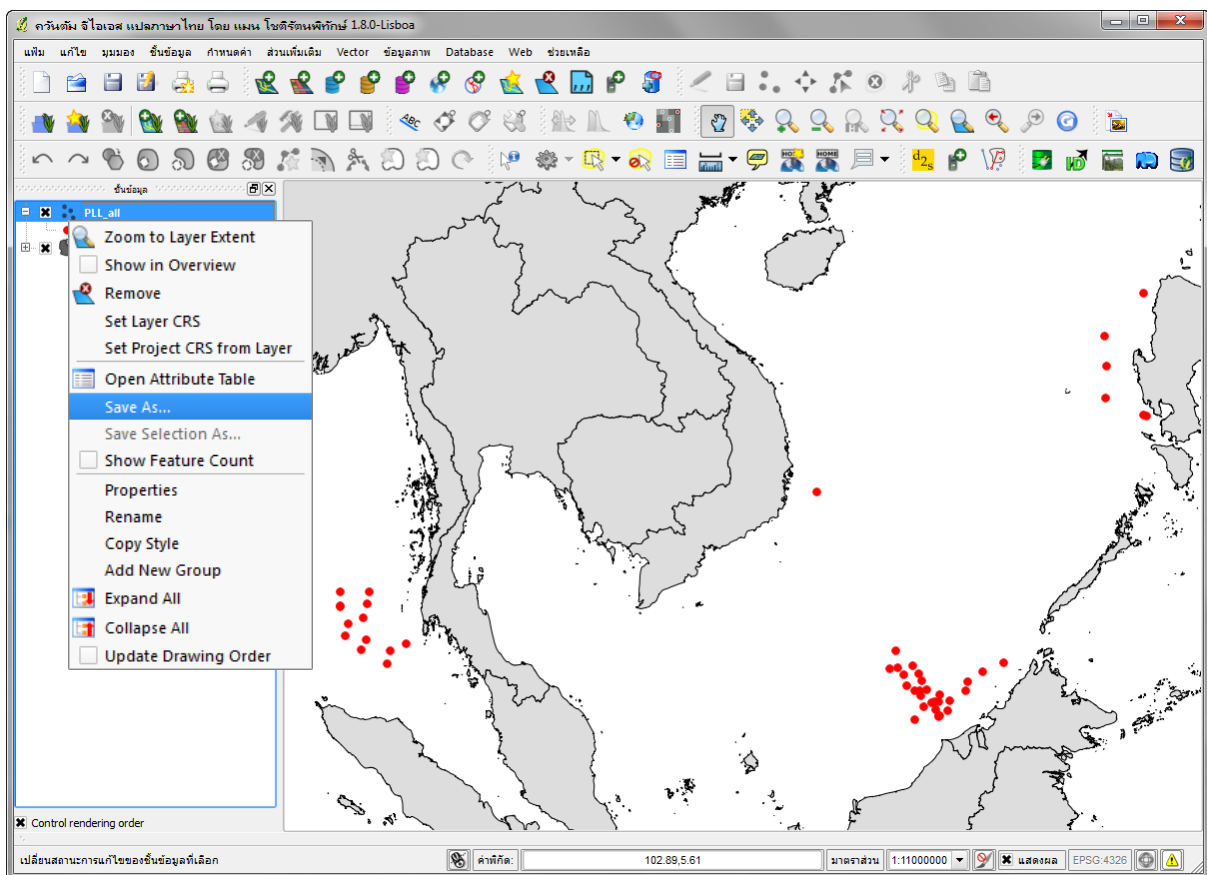 ควันตัม จีไอเอส แปลภาษาไทย โดย แมน โชติรัตนพิทักษ์ 1.8.0-Lisboa
แฟ้ม แก้ไข มุมมอง ชั้นข้อมูล กำหนดค่า ส่วนเพิ่มเติม Vector ข้อมูลภาพ Database Web ช่วยเหลือ
ABC
HOME
d2s
ชั้นข้อมูล
PLL_all
Zoom to Layer Extent
Show in Overview
Remove
Set Layer CRS
Set Project CRS from Layer
Open Attribute Table
Save As...
Save Selection As...
Show Feature Count
Properties
Rename
Copy Style
Add New Group
Expand All
Collapse All
Update Drawing Order
Control rendering order
เปลี่ยนสถานะการแก้ไขของชั้นข้อมูลที่เลือก ค่าพิกัด: 102.89,5.61 มาตราส่วน 1:11000000 แสดงผล EPSG:4326